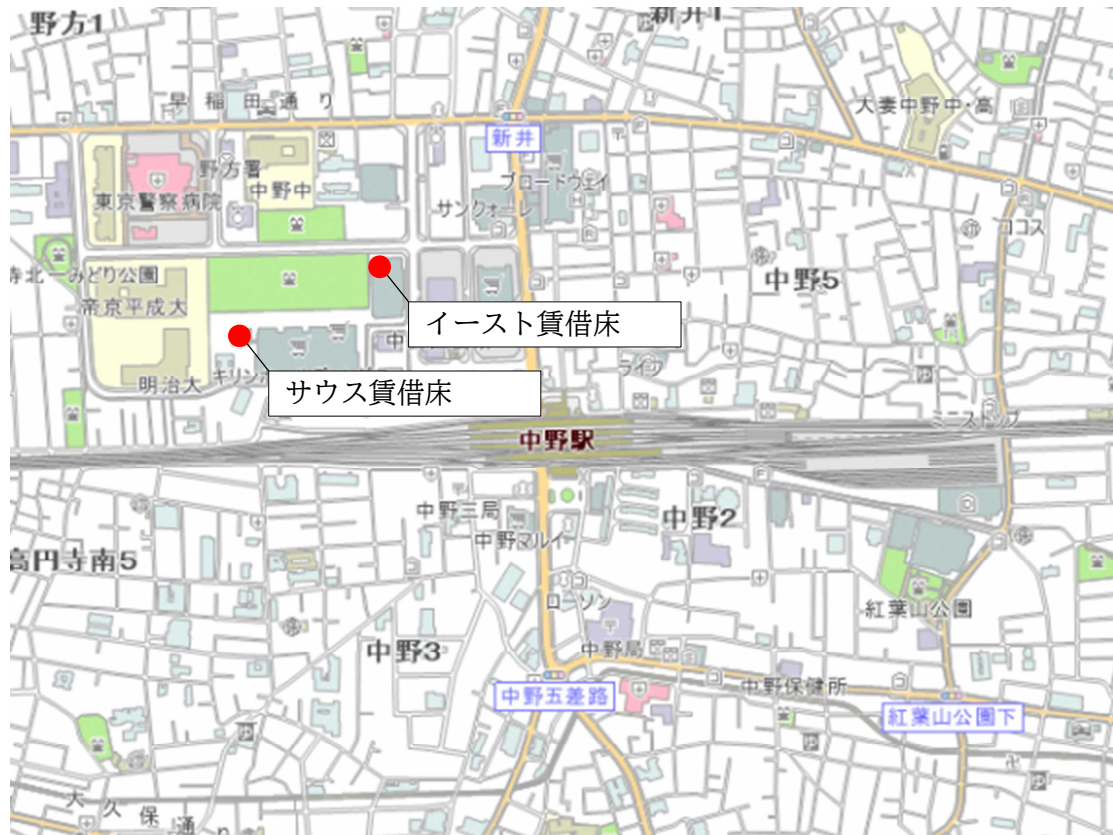 野方1
新井1
早稲田通り
大妻中野中・高
新井
野方署
中野中
東京警察病院
ブロードウェイ
サンクォーレ
ココス
寺北一みどり公園
帝京平成大
中野5
イースト賃借床
ライフ
明治大
サウス賃借床
ミニストップ
中野駅
中野三局
中野2
中野マルイ
高円寺南5
ローソン
紅葉山公園
中野3
中野局
中野保健所
中野五差路
紅葉山公園下
大久保通り